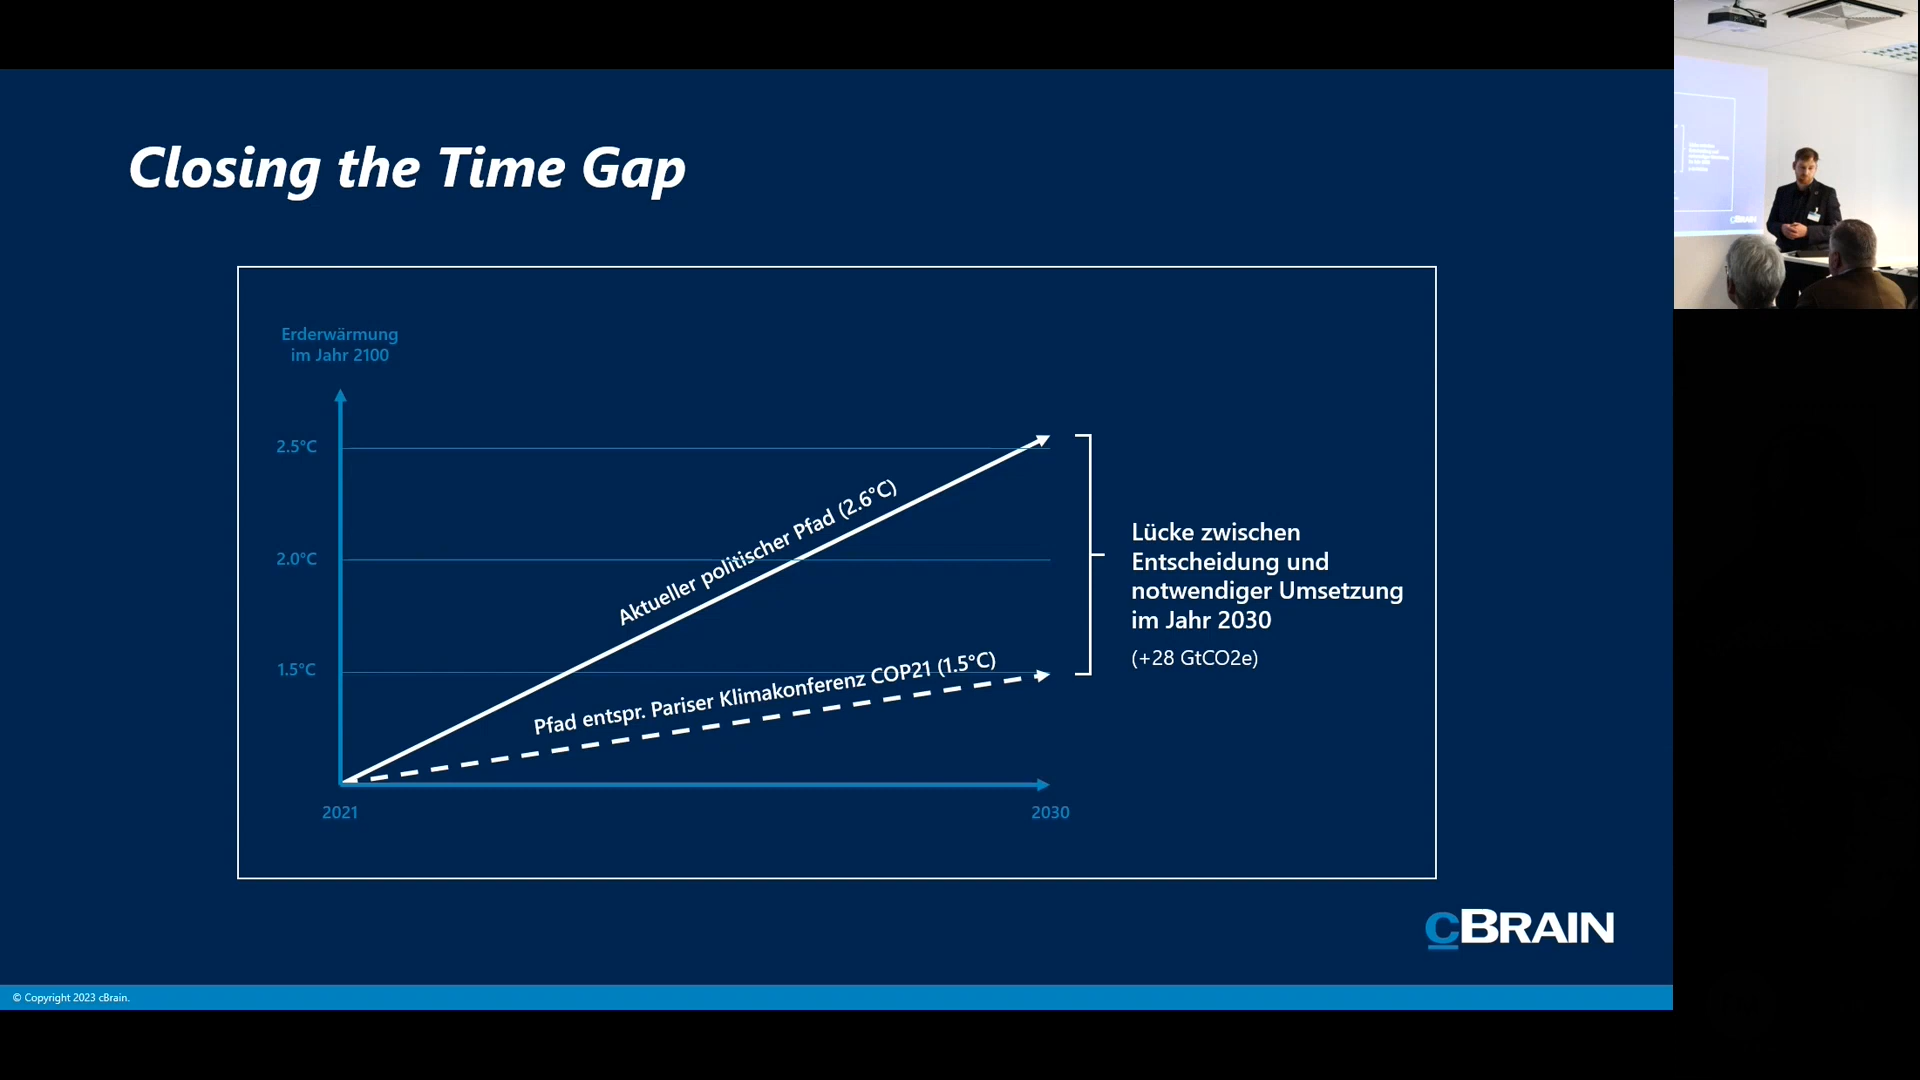 Closing the Time Gap
Erderwärmung
im Jahr 2100
2.5°C
2.0°C
1.5°C
Aktueller politischer Pfad (2.6°C)
Pfad entspr. Pariser Klimakonferenz COP21 (1.5°C)
2021
2030
Lücke zwischen
Entscheidung und
notwendiger Umsetzung
im Jahr 2030
(+28 GtCO2e)
cBRAIN
© Copyright 2023 cBrain.